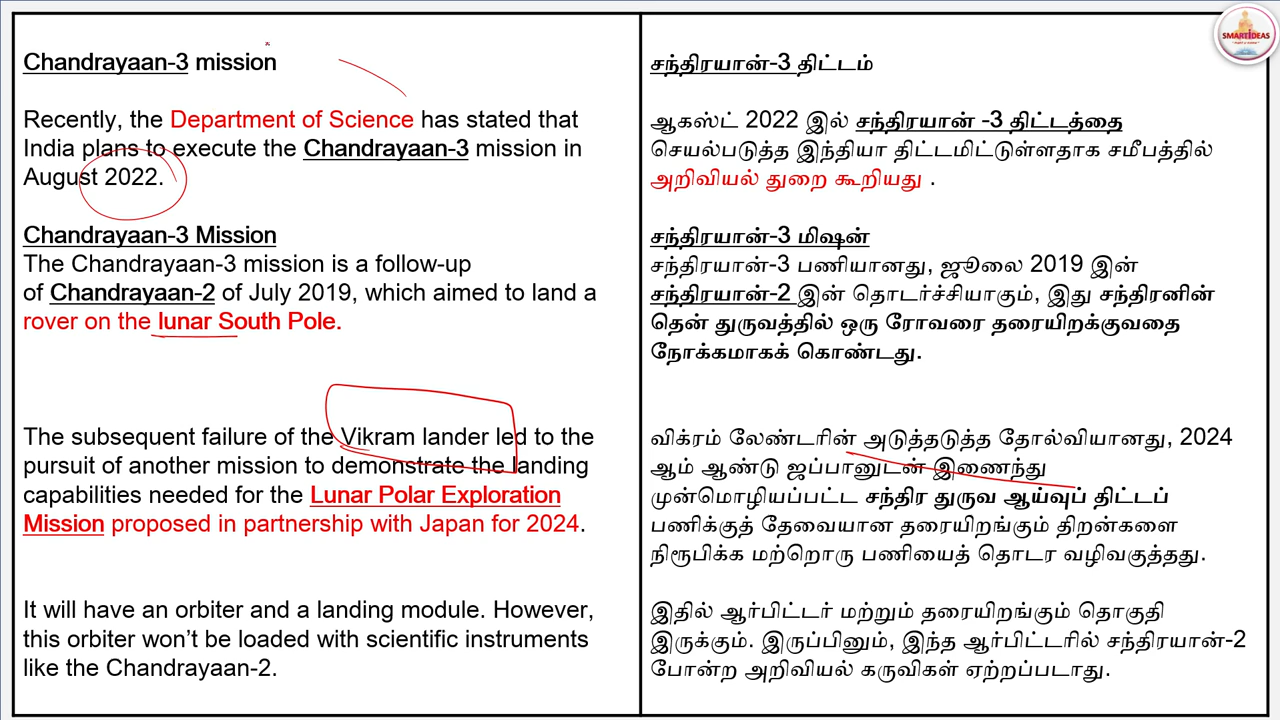 Chandrayaan-3 mission
Recently, the Department of Science has stated that
India plans to execute the Chandrayaan-3 mission in
August 2022.
Chandrayaan-3 Mission
The Chandrayaan-3 mission is a follow-up
of Chandrayaan-2 of July 2019, which aimed to land a
rover on the lunar South Pole.
The subsequent failure of the Vikram lander led to the
pursuit of another mission to demonstrate the landing
capabilities needed for the Lunar Polar Exploration
Mission proposed in partnership with Japan for 2024.
It will have an orbiter and a landing module. However,
this orbiter won’t be loaded with scientific instruments
like the Chandrayaan-2.
சந்திரயான்-3 திட்டம்
ஆகஸ்ட் 2022 இல் சந்திரயான் -3 திட்டத்தை
செயல்படுத்த இந்தியா திட்டமிட்டுள்ளதாக சமீபத்தில்
அறிவியல் துறை கூறியது .
சந்திரயான்-3 மிஷன்
சந்திரயான்-3 பணியானது, ஜூலை 2019 இன்
சந்திரயான்-2 இன் தொடர்ச்சியாகும், இது சந்திரனின்
தென் துருவத்தில் ஒரு ரோவரை தரையிறக்குவதை
நோக்கமாகக் கொண்டது.
விக்ரம் லேண்டரின் அடுத்தடுத்த தோல்வியானது, 2024
ஆம் ஆண்டு ஜப்பானுடன் இணைந்து
முன்மொழியப்பட்ட சந்திர துருவ ஆய்வுப் திட்டப்
பணிக்குத் தேவையான தரையிறங்கும் திறன்களை
நிரூபிக்க மற்றொரு பணியைத் தொடர வழிவகுத்தது.
இதில் ஆர்பிட்டர் மற்றும் தரையிறங்கும் தொகுதி
இருக்கும். இருப்பினும், இந்த ஆர்பிட்டரில் சந்திரயான்-2
போன்ற அறிவியல் கருவிகள் ஏற்றப்படாது.
SMARTIDEAS